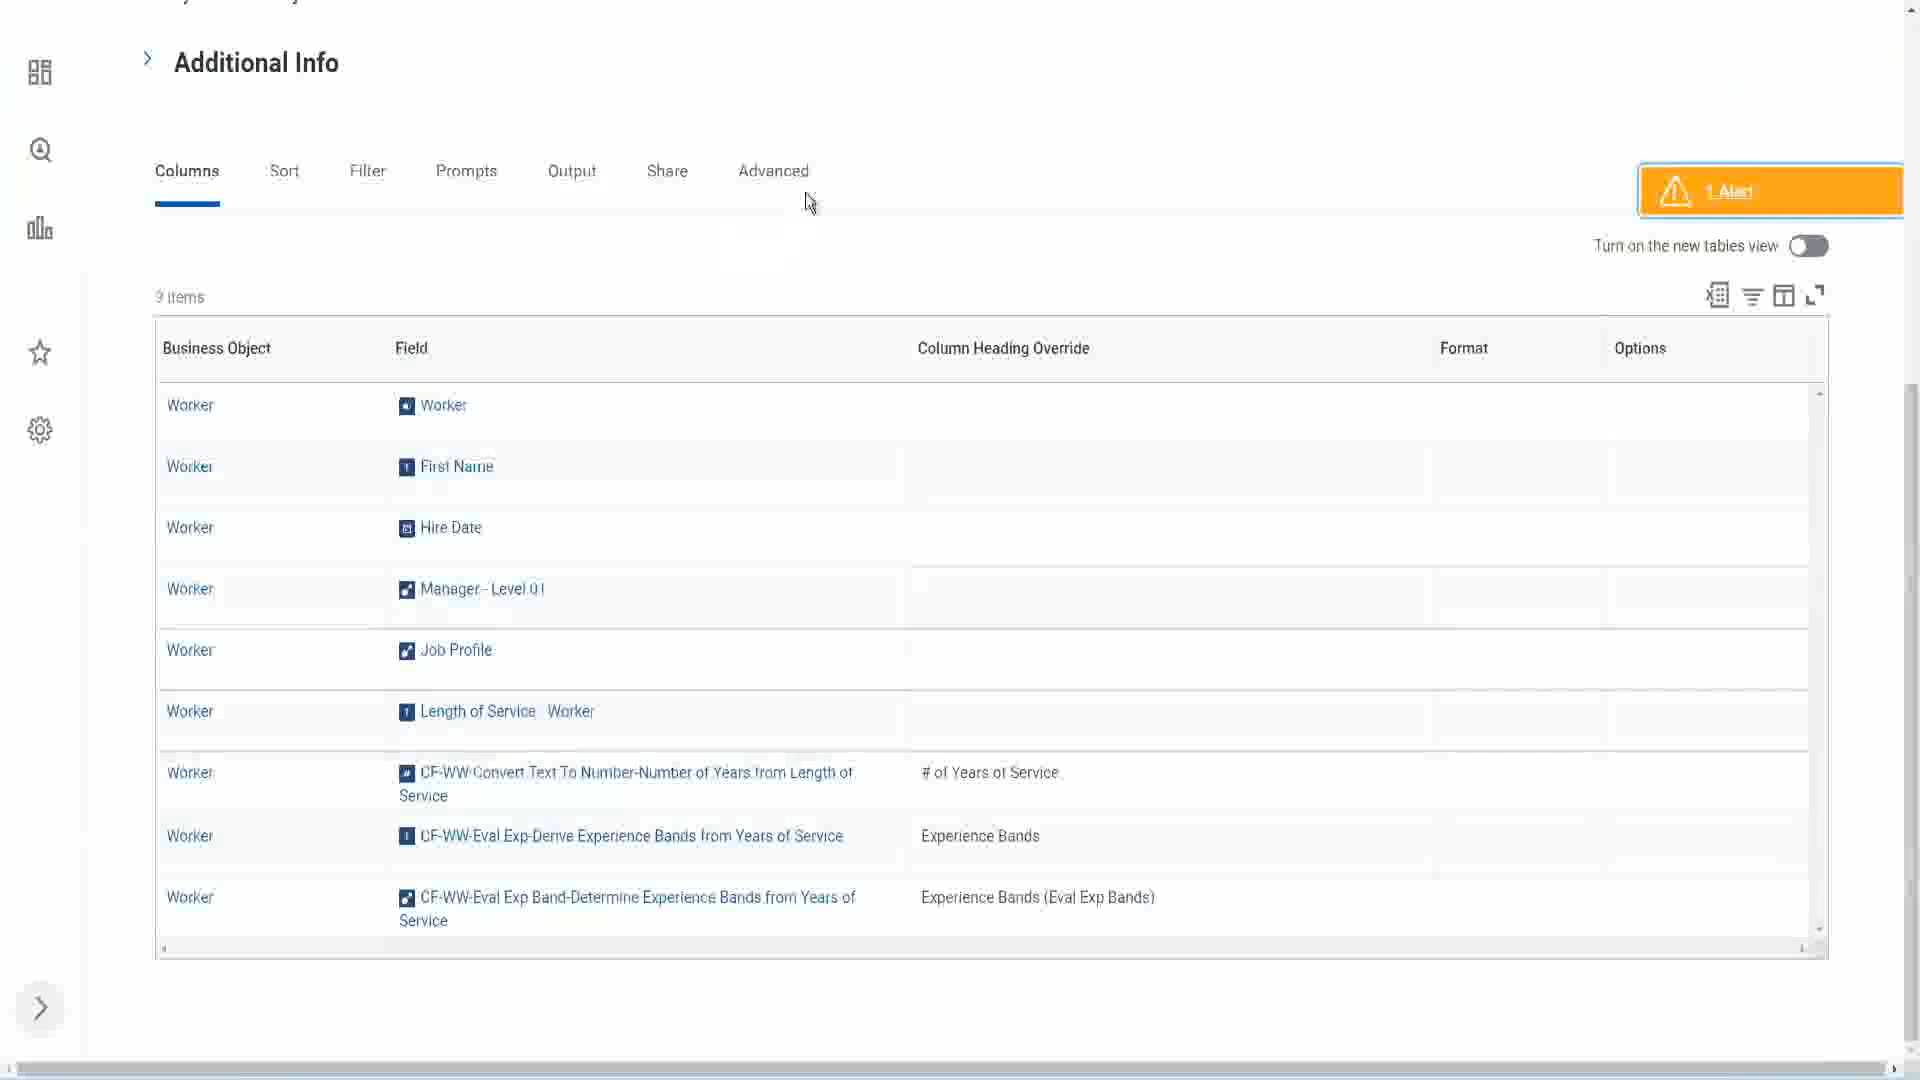 Additional Info
Columns Sort Filter Prompts Output Share Advanced
1 Alert
Turn on the new tables view
9 items
Business Object Field Column Heading Override Format Options
Worker Worker
Worker First Name
Worker Hire Date
Worker Manager - Level 01
Worker Job Profile
Worker Length of Service - Worker
Worker CF-WW-Convert Text To Number-Number of Years from Length of # of Years of Service
Service
Worker CF-WW-Eval Exp-Derive Experience Bands from Years of Service Experience Bands
Worker CF-WW-Eval Exp Band-Determine Experience Bands from Years of Experience Bands (Eval Exp Bands)
Service